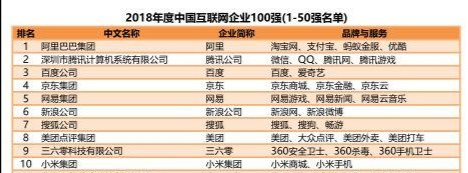 2018年度中国互联网企业100强(1-50强名单)
排名 中文名称 企业简称 品牌与服务
1 阿里巴巴集团 阿里 淘宝网、支付宝、蚂蚁金服、优酷
2 深圳市腾讯计算机系统有限公司 腾讯公司 微信、QQ、腾讯网、腾讯游戏
3 百度公司 百度 百度、爱奇艺
4 京东集团 京东 京东商城、京东金融、京东云
5 网易集团 网易 网易游戏、网易新闻、网易云音乐
6 新浪公司 新浪公司 新浪网、新浪微博
7 搜狐公司 搜狐 搜狐、搜狗、畅游
8 美团点评集团 美团点评 美团、大众点评、美团外卖、美团打车
9 三六零科技有限公司 三六零 360安全卫士、360杀毒、360手机卫士
10 小米集团 小米集团 小米商城、小米手机